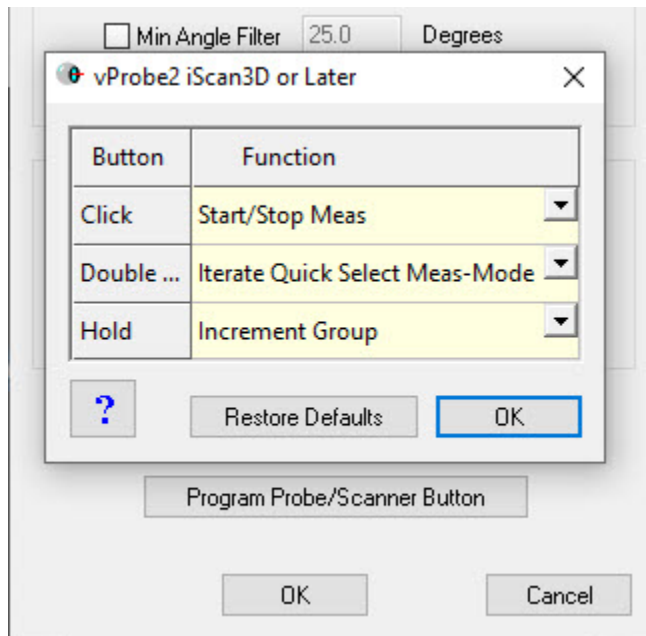 Min Angle Filter 25.0 Degrees
vProbe2 iScan3D or Later
Button Function
Click Start/Stop Meas
Double ... Iterate Quick Select Meas-Mode
Hold Increment Group
? Restore Defaults OK
Program Probe/Scanner Button
OK Cancel